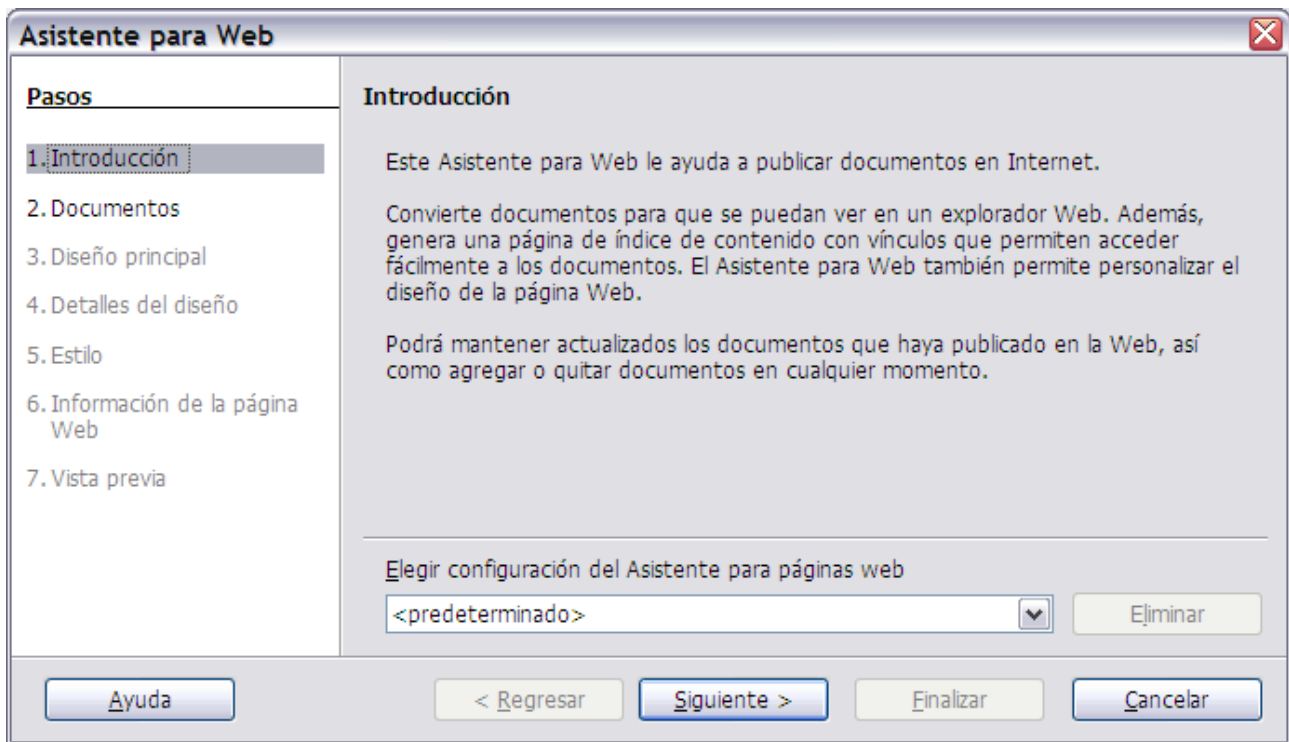 Asistente para Web
Pasos
1. Introducción
2. Documentos
3. Diseño principal
4. Detalles del diseño
5. Estilo
6. Información de la página
Web
7. Vista previa
Introducción
Este Asistente para Web le ayuda a publicar documentos en Internet.
Convierte documentos para que se puedan ver en un explorador Web. Además,
genera una página de índice de contenido con vínculos que permiten acceder
fácilmente a los documentos. El Asistente para Web también permite personalizar el
diseño de la página Web.
Podrá mantener actualizados los documentos que haya publicado en la Web, así
como agregar o quitar documentos en cualquier momento.
Elegir configuración del Asistente para páginas web
<predeterminado>
Eliminar
Ayuda
< Regresar
Siguiente >
Finalizar
Cancelar